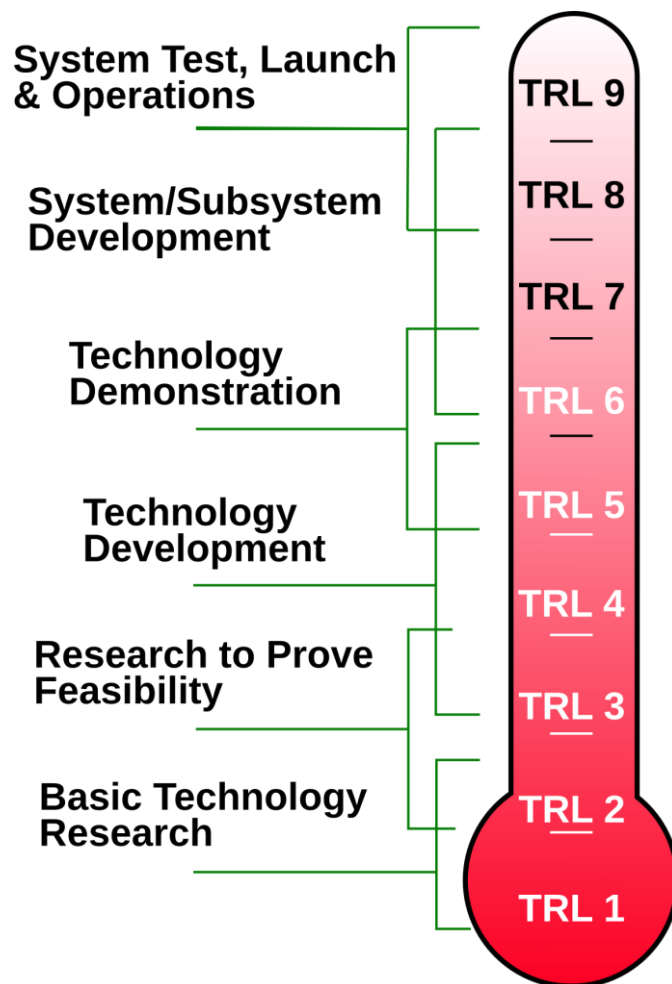 System Test, Launch
& Operations
System/Subsystem
Development
Technology
Demonstration
Technology
Development
Research to Prove
Feasibility
Basic Technology
Research
TRL 9
TRL 8
TRL 7
TRL 6
TRL 5
TRL 4
TRL 3
TRL 2
TRL 1